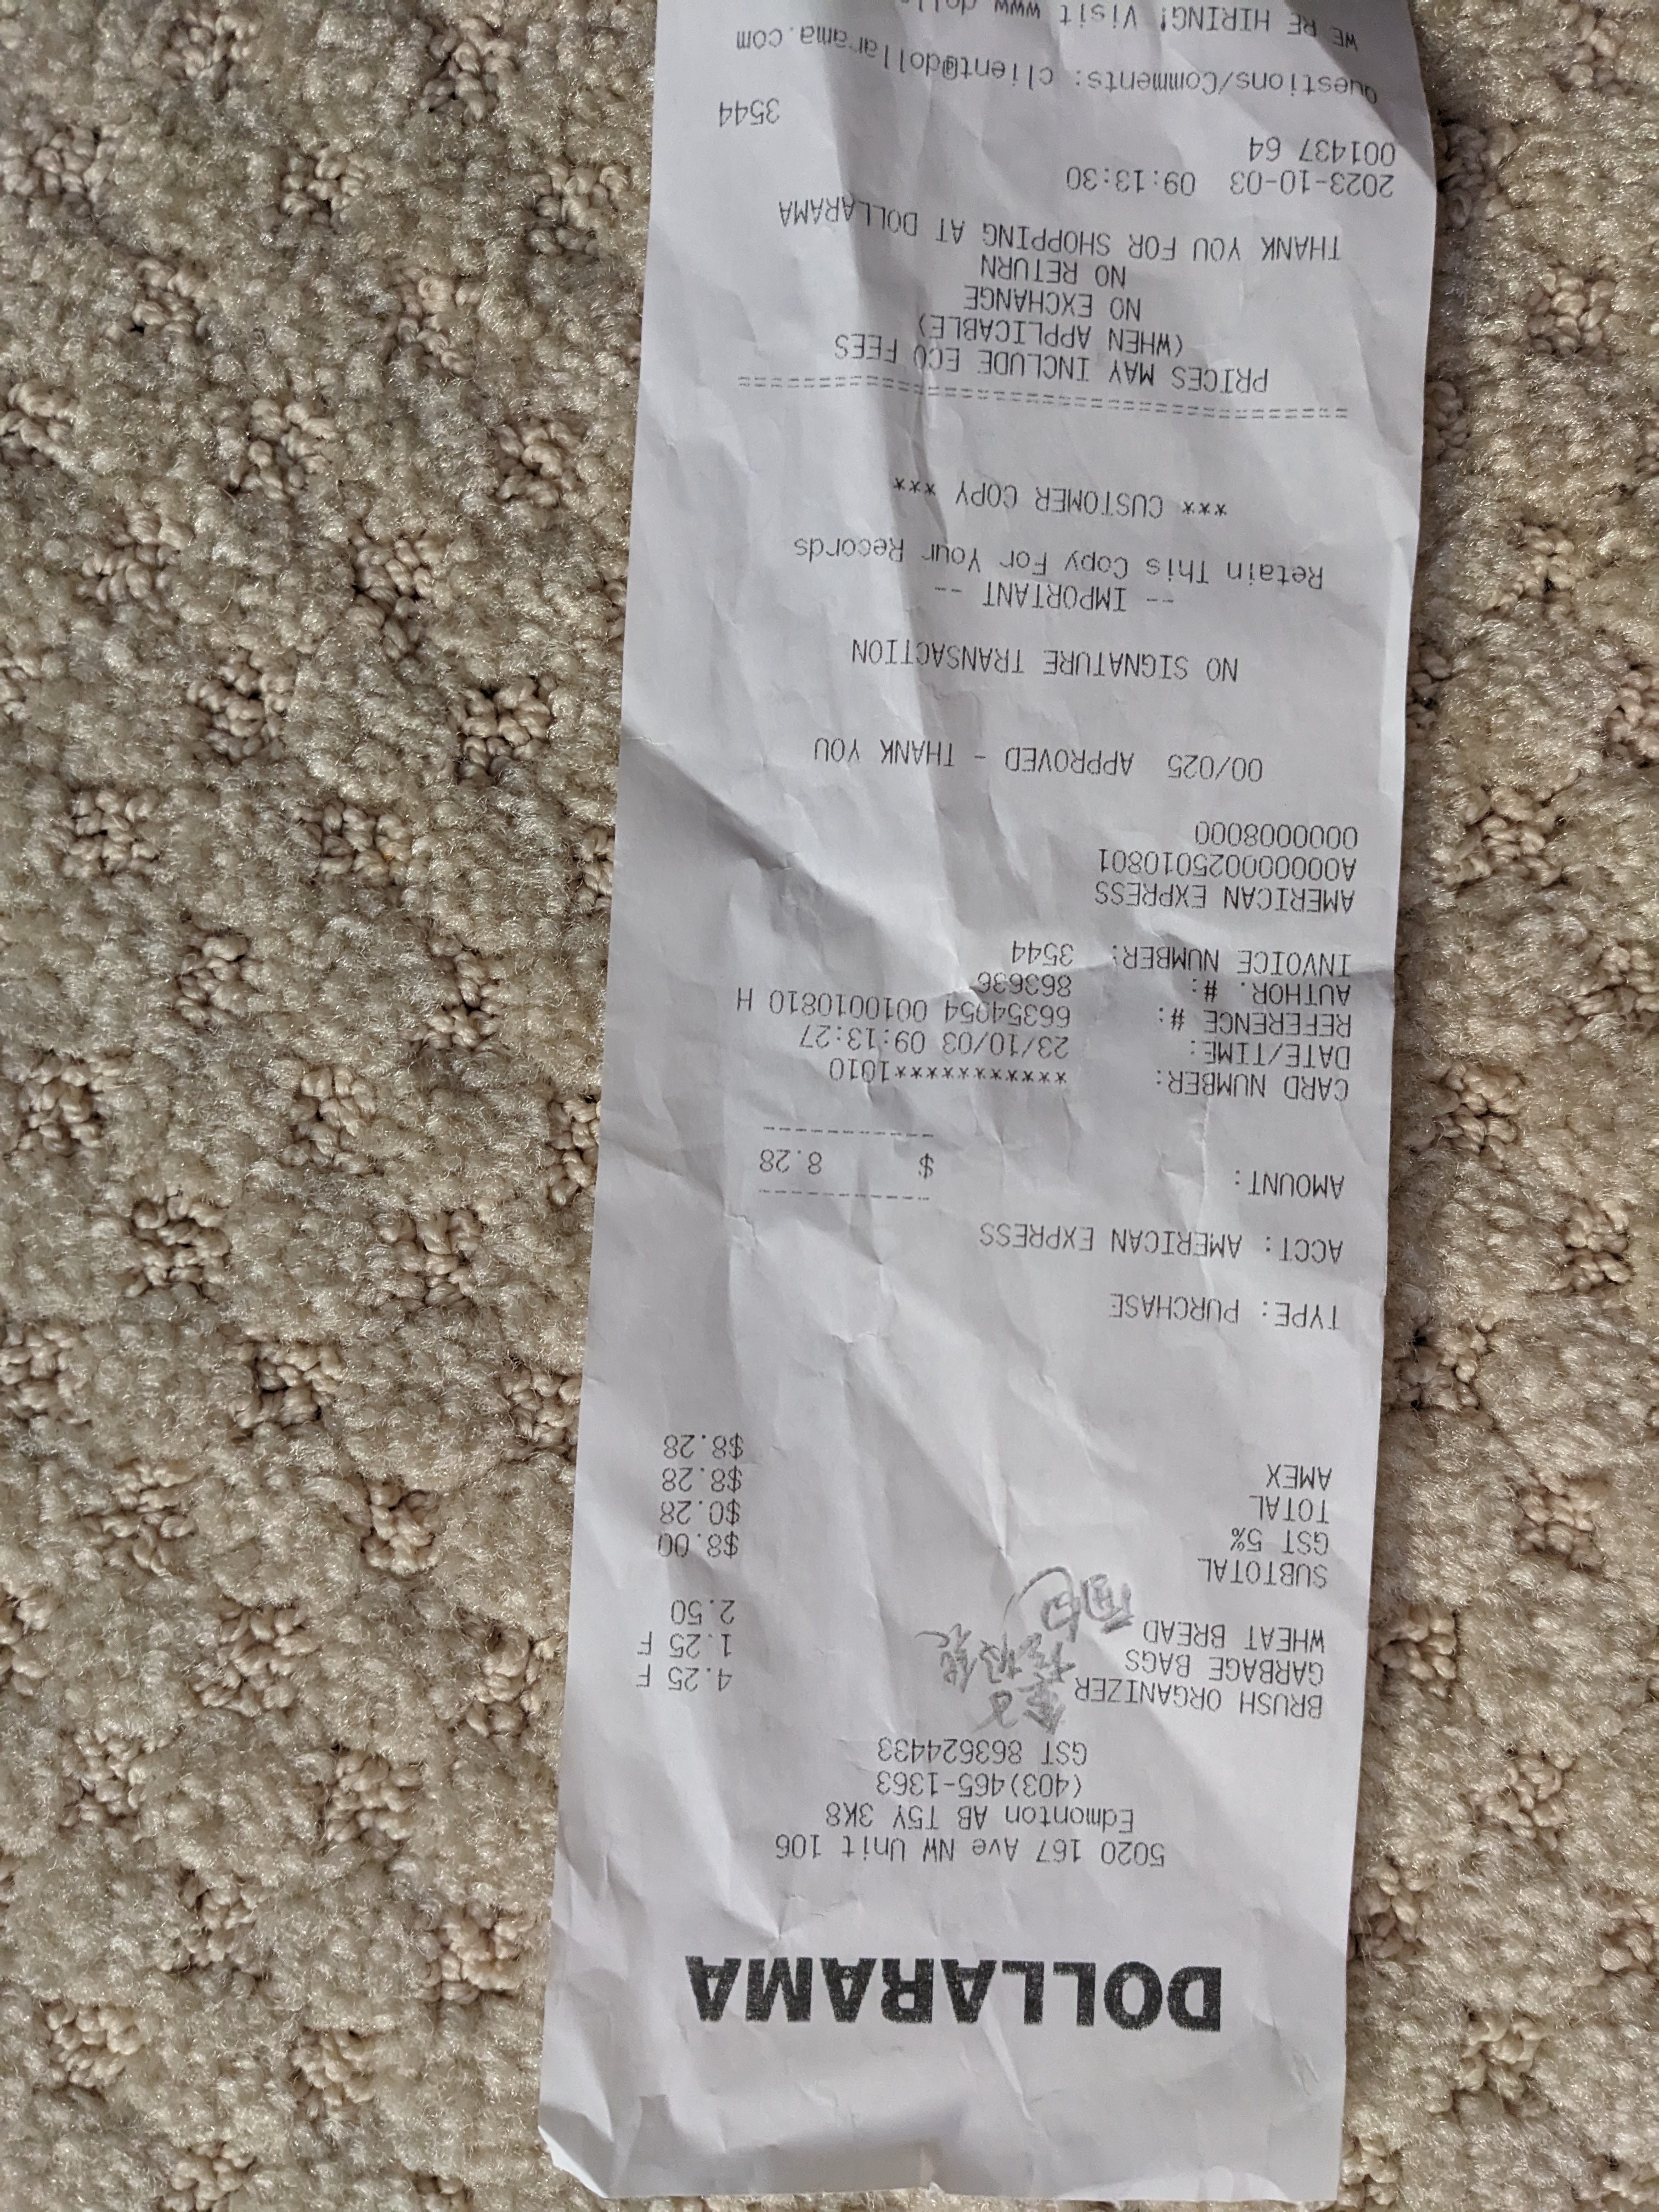 DOLLARAMA
5020 167 Ave NW Unit 106
Edmonton AB T5Y 3K8
(403)465-1363
GST 863624433
BRUSH ORGANIZER 4.25 F
GARBAGE BAGS 1.25 F
WHEAT BREAD 2.50
SUBTOTAL $8.00
GST 5% $0.28
TOTAL $8.28
AMEX $8.28
TYPE: PURCHASE
ACCT: AMERICAN EXPRESS
AMOUNT: $ 8.28
CARD NUMBER: ***********1010
DATE/TIME: 23/10/03 09:13:27
REFERENCE #: 66354054 0010010810 H
AUTHOR. #: 863636
INVOICE NUMBER: 3544
AMERICAN EXPRESS
A000000025010801
0000008000
00/025 APPROVED - THANK YOU
NO SIGNATURE TRANSACTION
-- IMPORTANT --
Retain This Copy For Your Records
*** CUSTOMER COPY ***
======================================
PRICES MAY INCLUDE ECO FEES
(WHEN APPLICABLE)
NO EXCHANGE
NO RETURN
THANK YOU FOR SHOPPING AT DOLLARAMA
2023-10-03 09:13:30
001437 64 3544
Questions/Comments: client@dollarama.com
WE RE HIRING! Visit www